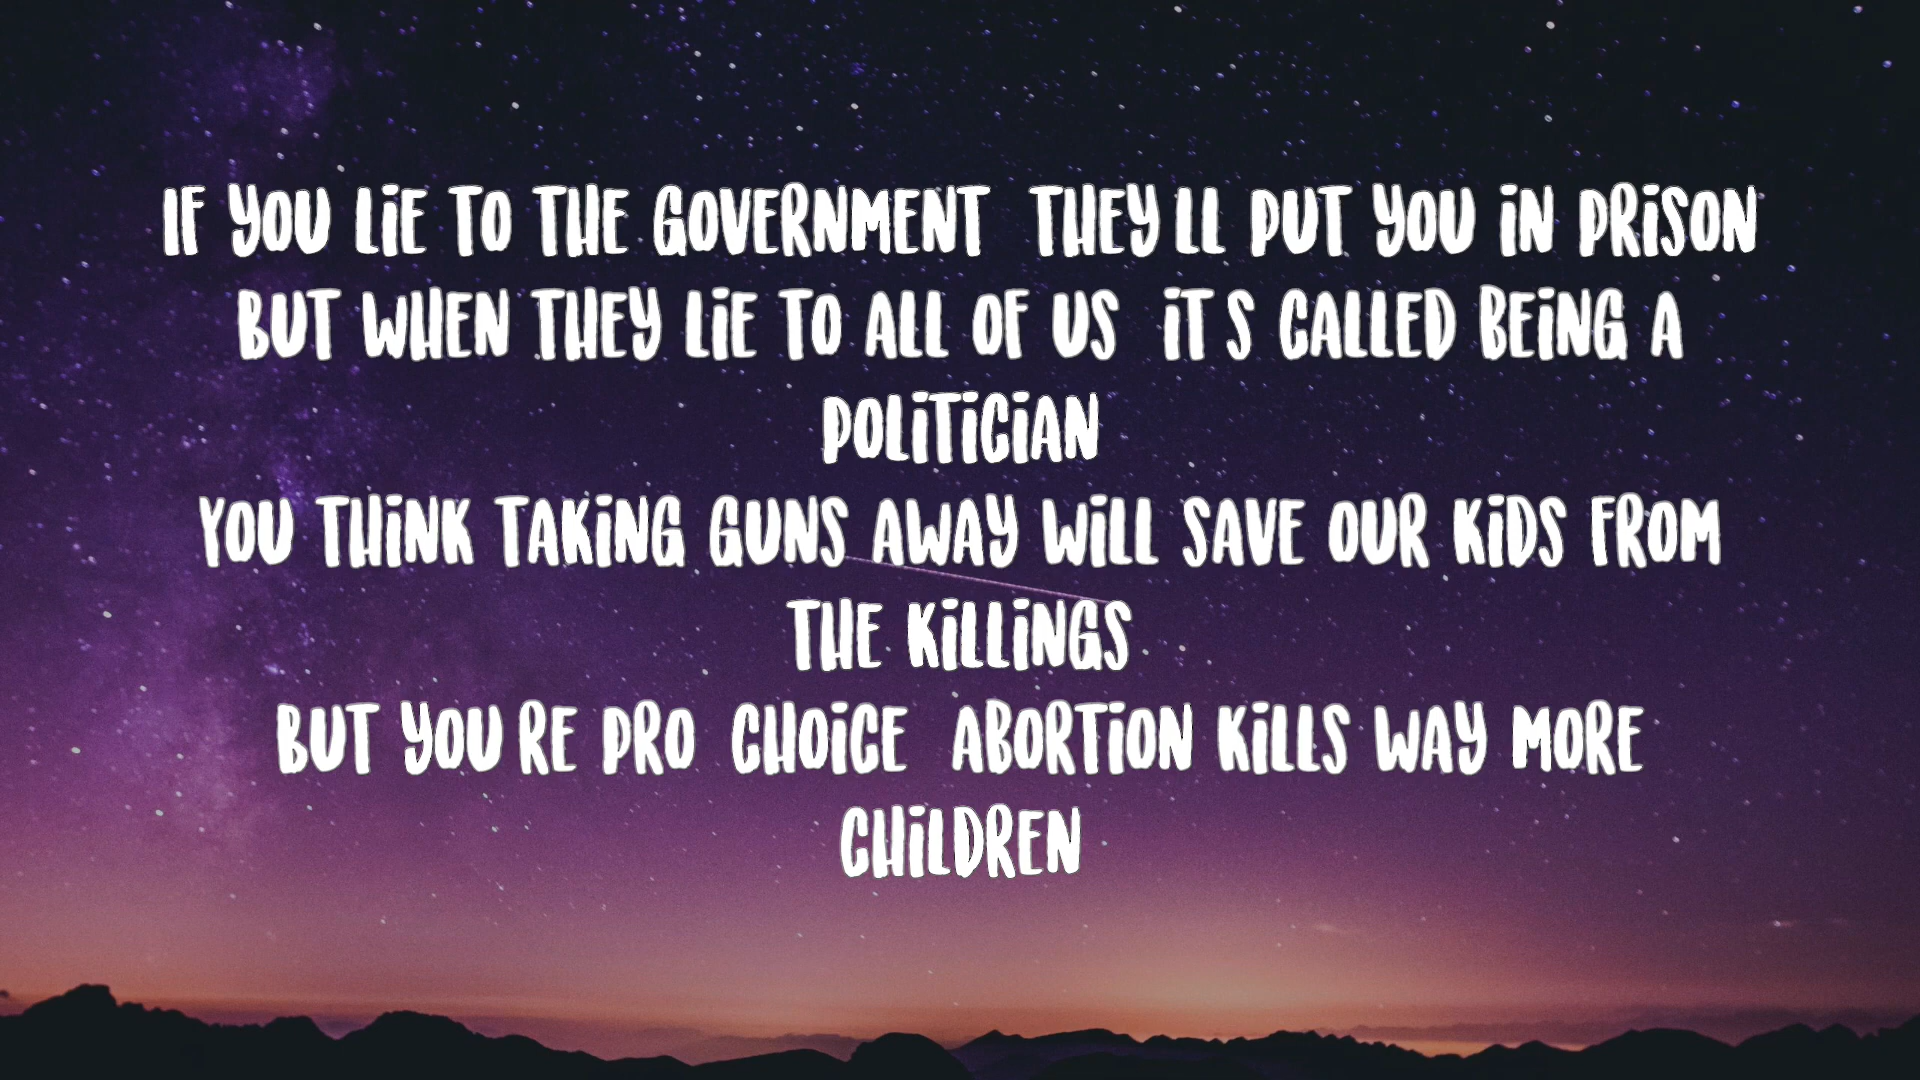 IF YOU LiE TO THE GOVERNMENT THEY LL PUT YOU iN PRiSON
BUT WHEN THEY LiE TO ALL OF US iT S CALLED BEiNG A
POLiTiCiAN
YOU THiNK TAKiNG GUNS AWAY WiLL SAVE OUR KiDS FROM
THE KiLLiNGS
BUT YOU RE PRO CHOiCE ABORTiON KiLLS WAY MORE
CHiLDREN